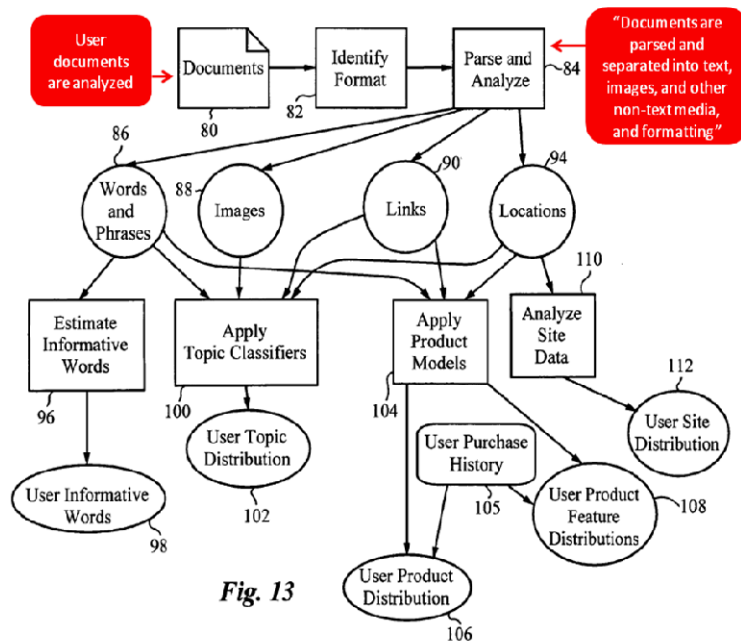 User
documents
are analyzed
Documents
80
Identify
Format
82
Parse and
Analyze
84
“Documents are
parsed and
separated into text,
images, and other
non-text media,
and formatting”
86
Words
and
Phrases
88
Images
90
Links
94
Locations
110
Estimate
Informative
Words
96
Apply
Topic Classifiers
100
Apply
Product
Models
104
Analyze
Site
Data
112
User Site
Distribution
User Topic
Distribution
102
User Purchase
History
105
User Informative
Words
98
User Product
Feature
Distributions
108
User Product
Distribution
106
Fig. 13